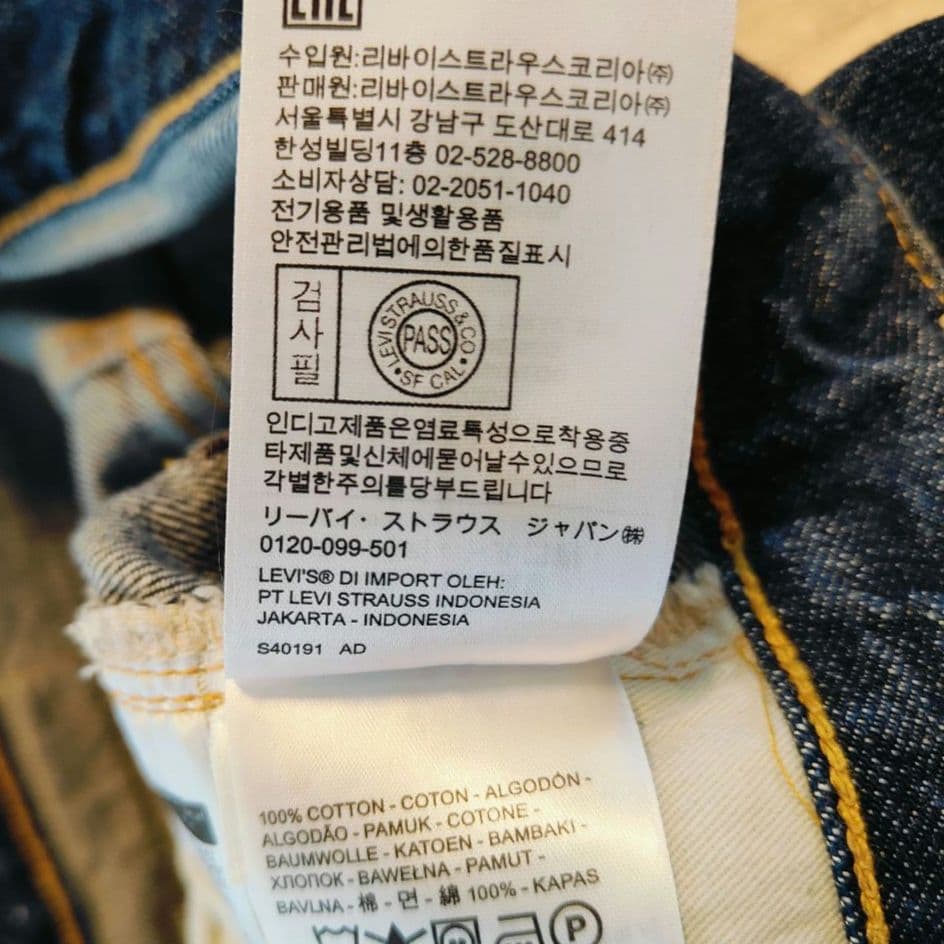 EAC
수입원:리바이스트라우스코리아㈜
판매원:리바이스트라우스코리아㈜
서울특별시 강남구 도산대로 414
한성빌딩11층 02-528-8800
소비자상담: 02-2051-1040
전기용품 및생활용품
안전관리법에의한품질표시
검사필
LEVI STRAUSS & CO
PASS
• SF CAL •
인디고제품은염료특성으로착용중
타제품및신체에묻어날수있으므로
각별한주의를당부드립니다
リーバイ・ストラウス ジャパン㈱
0120-099-501
LEVI'S® DI IMPORT OLEH:
PT LEVI STRAUSS INDONESIA
JAKARTA - INDONESIA
S40191 AD
100% COTTON - COTON - ALGODÓN -
ALGODÃO - PAMUK - COTONE -
BAUMWOLLE - KATOEN - BAMBAKI -
ХЛОПОК - BAWEŁNA - PAMUT -
BAVLNA - 棉 - 면 - 綿 100% - KAPAS
P